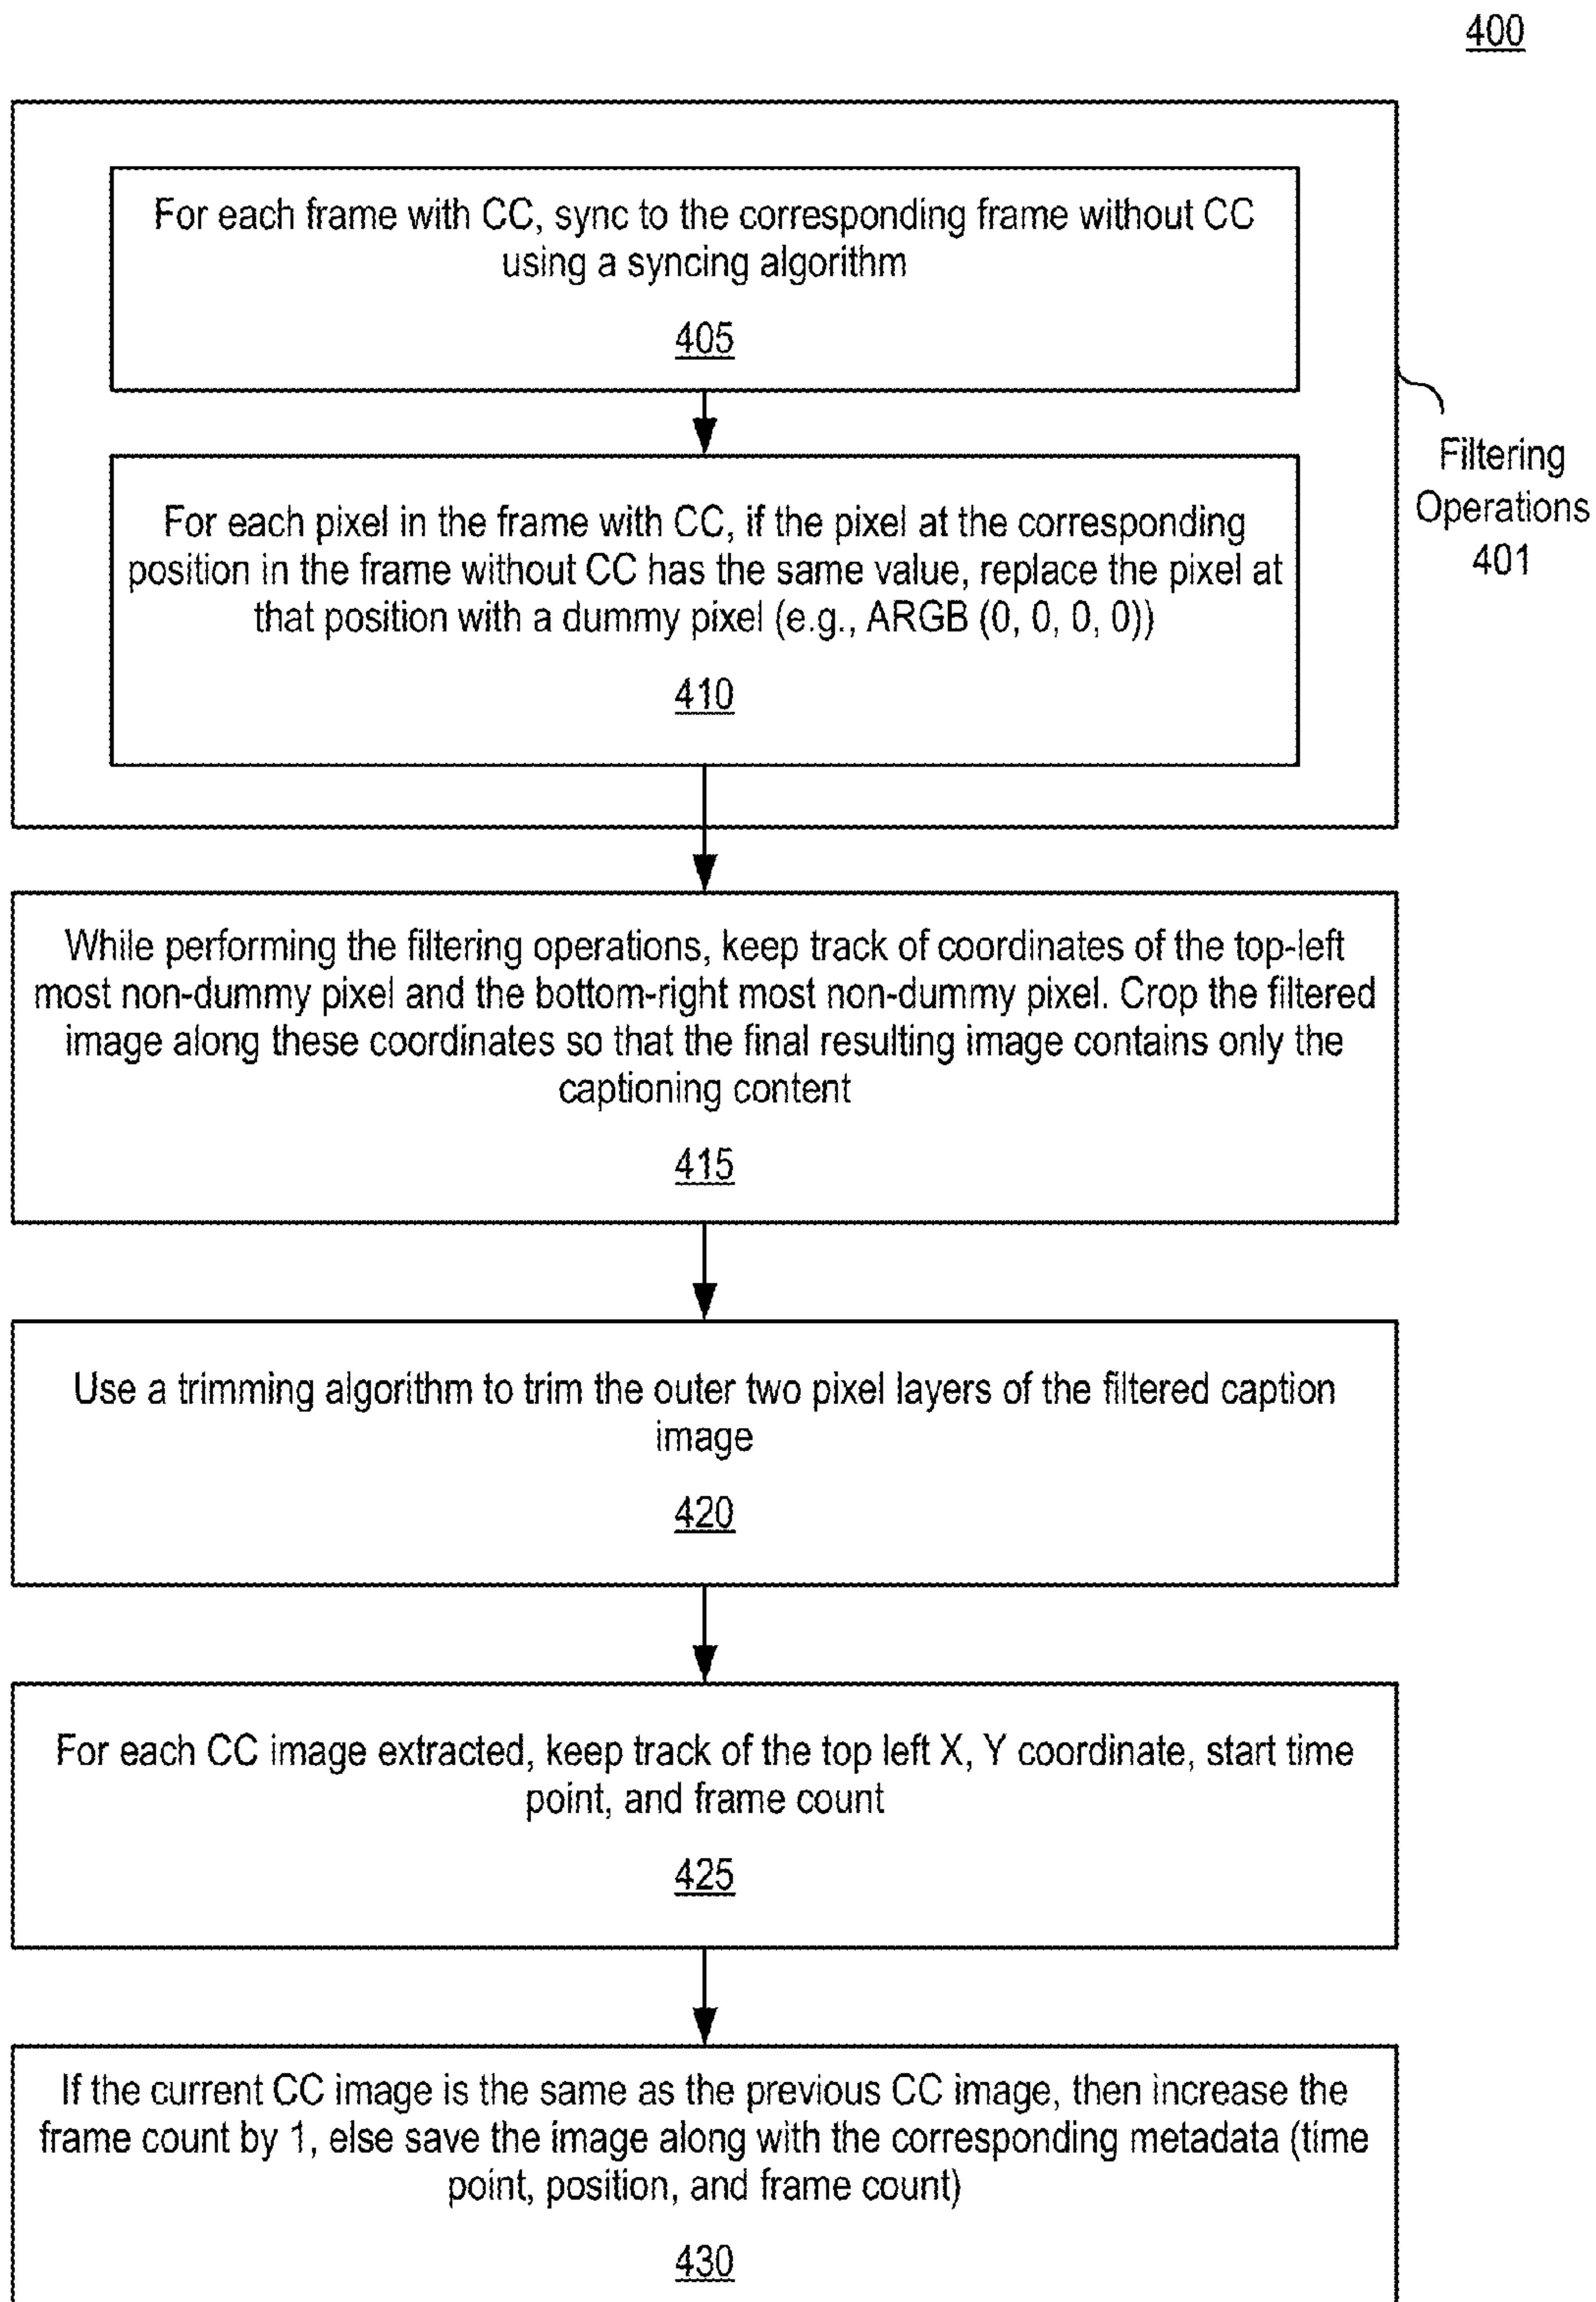 400
For each frame with CC, sync to the corresponding frame without CC
using a syncing algorithm
405
For each pixel in the frame with CC, if the pixel at the corresponding
position in the frame without CC has the same value, replace the pixel at
that position with a dummy pixel (e.g., ARGB (0, 0, 0, 0))
410
Filtering
Operations
401
While performing the filtering operations, keep track of coordinates of the top-left
most non-dummy pixel and the bottom-right most non-dummy pixel. Crop the filtered
image along these coordinates so that the final resulting image contains only the
captioning content
415
Use a trimming algorithm to trim the outer two pixel layers of the filtered caption
image
420
For each CC image extracted, keep track of the top left X, Y coordinate, start time
point, and frame count
425
If the current CC image is the same as the previous CC image, then increase the
frame count by 1, else save the image along with the corresponding metadata (time
point, position, and frame count)
430